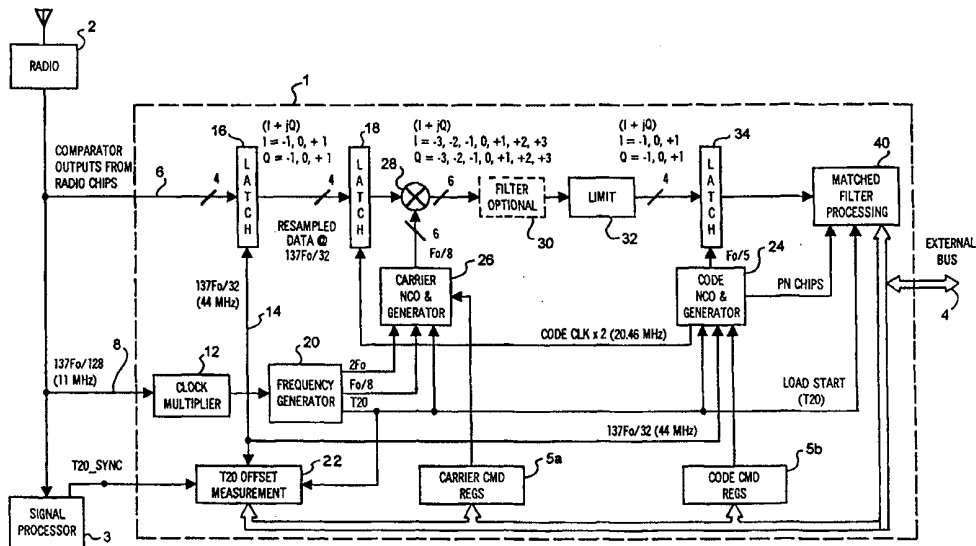 2
RADIO
1
16
(I + jQ)
I = -1, 0, +1
Q = -1, 0, +1
18
(I + jQ)
I = -3, -2, -1, 0, +1, +2, +3
Q = -3, -2, -1, 0, +1, +2, +3
(I + jQ)
I = -1, 0, +1
Q = -1, 0, +1
34
40
COMPARATOR
OUTPUTS FROM
RADIO CHIPS
6
4
LATCH
4
LATCH
28
6
FILTER
OPTIONAL
30
LIMIT
32
4
LATCH
MATCHED
FILTER
PROCESSING
RESAMPLED
DATA @
137Fo/32
6
Fo/8
26
Fo/5
24
EXTERNAL
BUS
4
137Fo/32
(44 MHz)
14
CARRIER
NCO &
GENERATOR
CODE
NCO &
GENERATOR
PN CHIPS
CODE CLK x 2 (20.46 MHz)
137Fo/128
(11 MHz)
8
12
CLOCK
MULTIPLIER
20
FREQUENCY
GENERATOR
2Fo
Fo/8
T20
LOAD START
(T20)
137Fo/32 (44 MHz)
T20_SYNC
22
T20 OFFSET
MEASUREMENT
5a
CARRIER CMD
REGS
5b
CODE CMD
REGS
SIGNAL
PROCESSOR
3